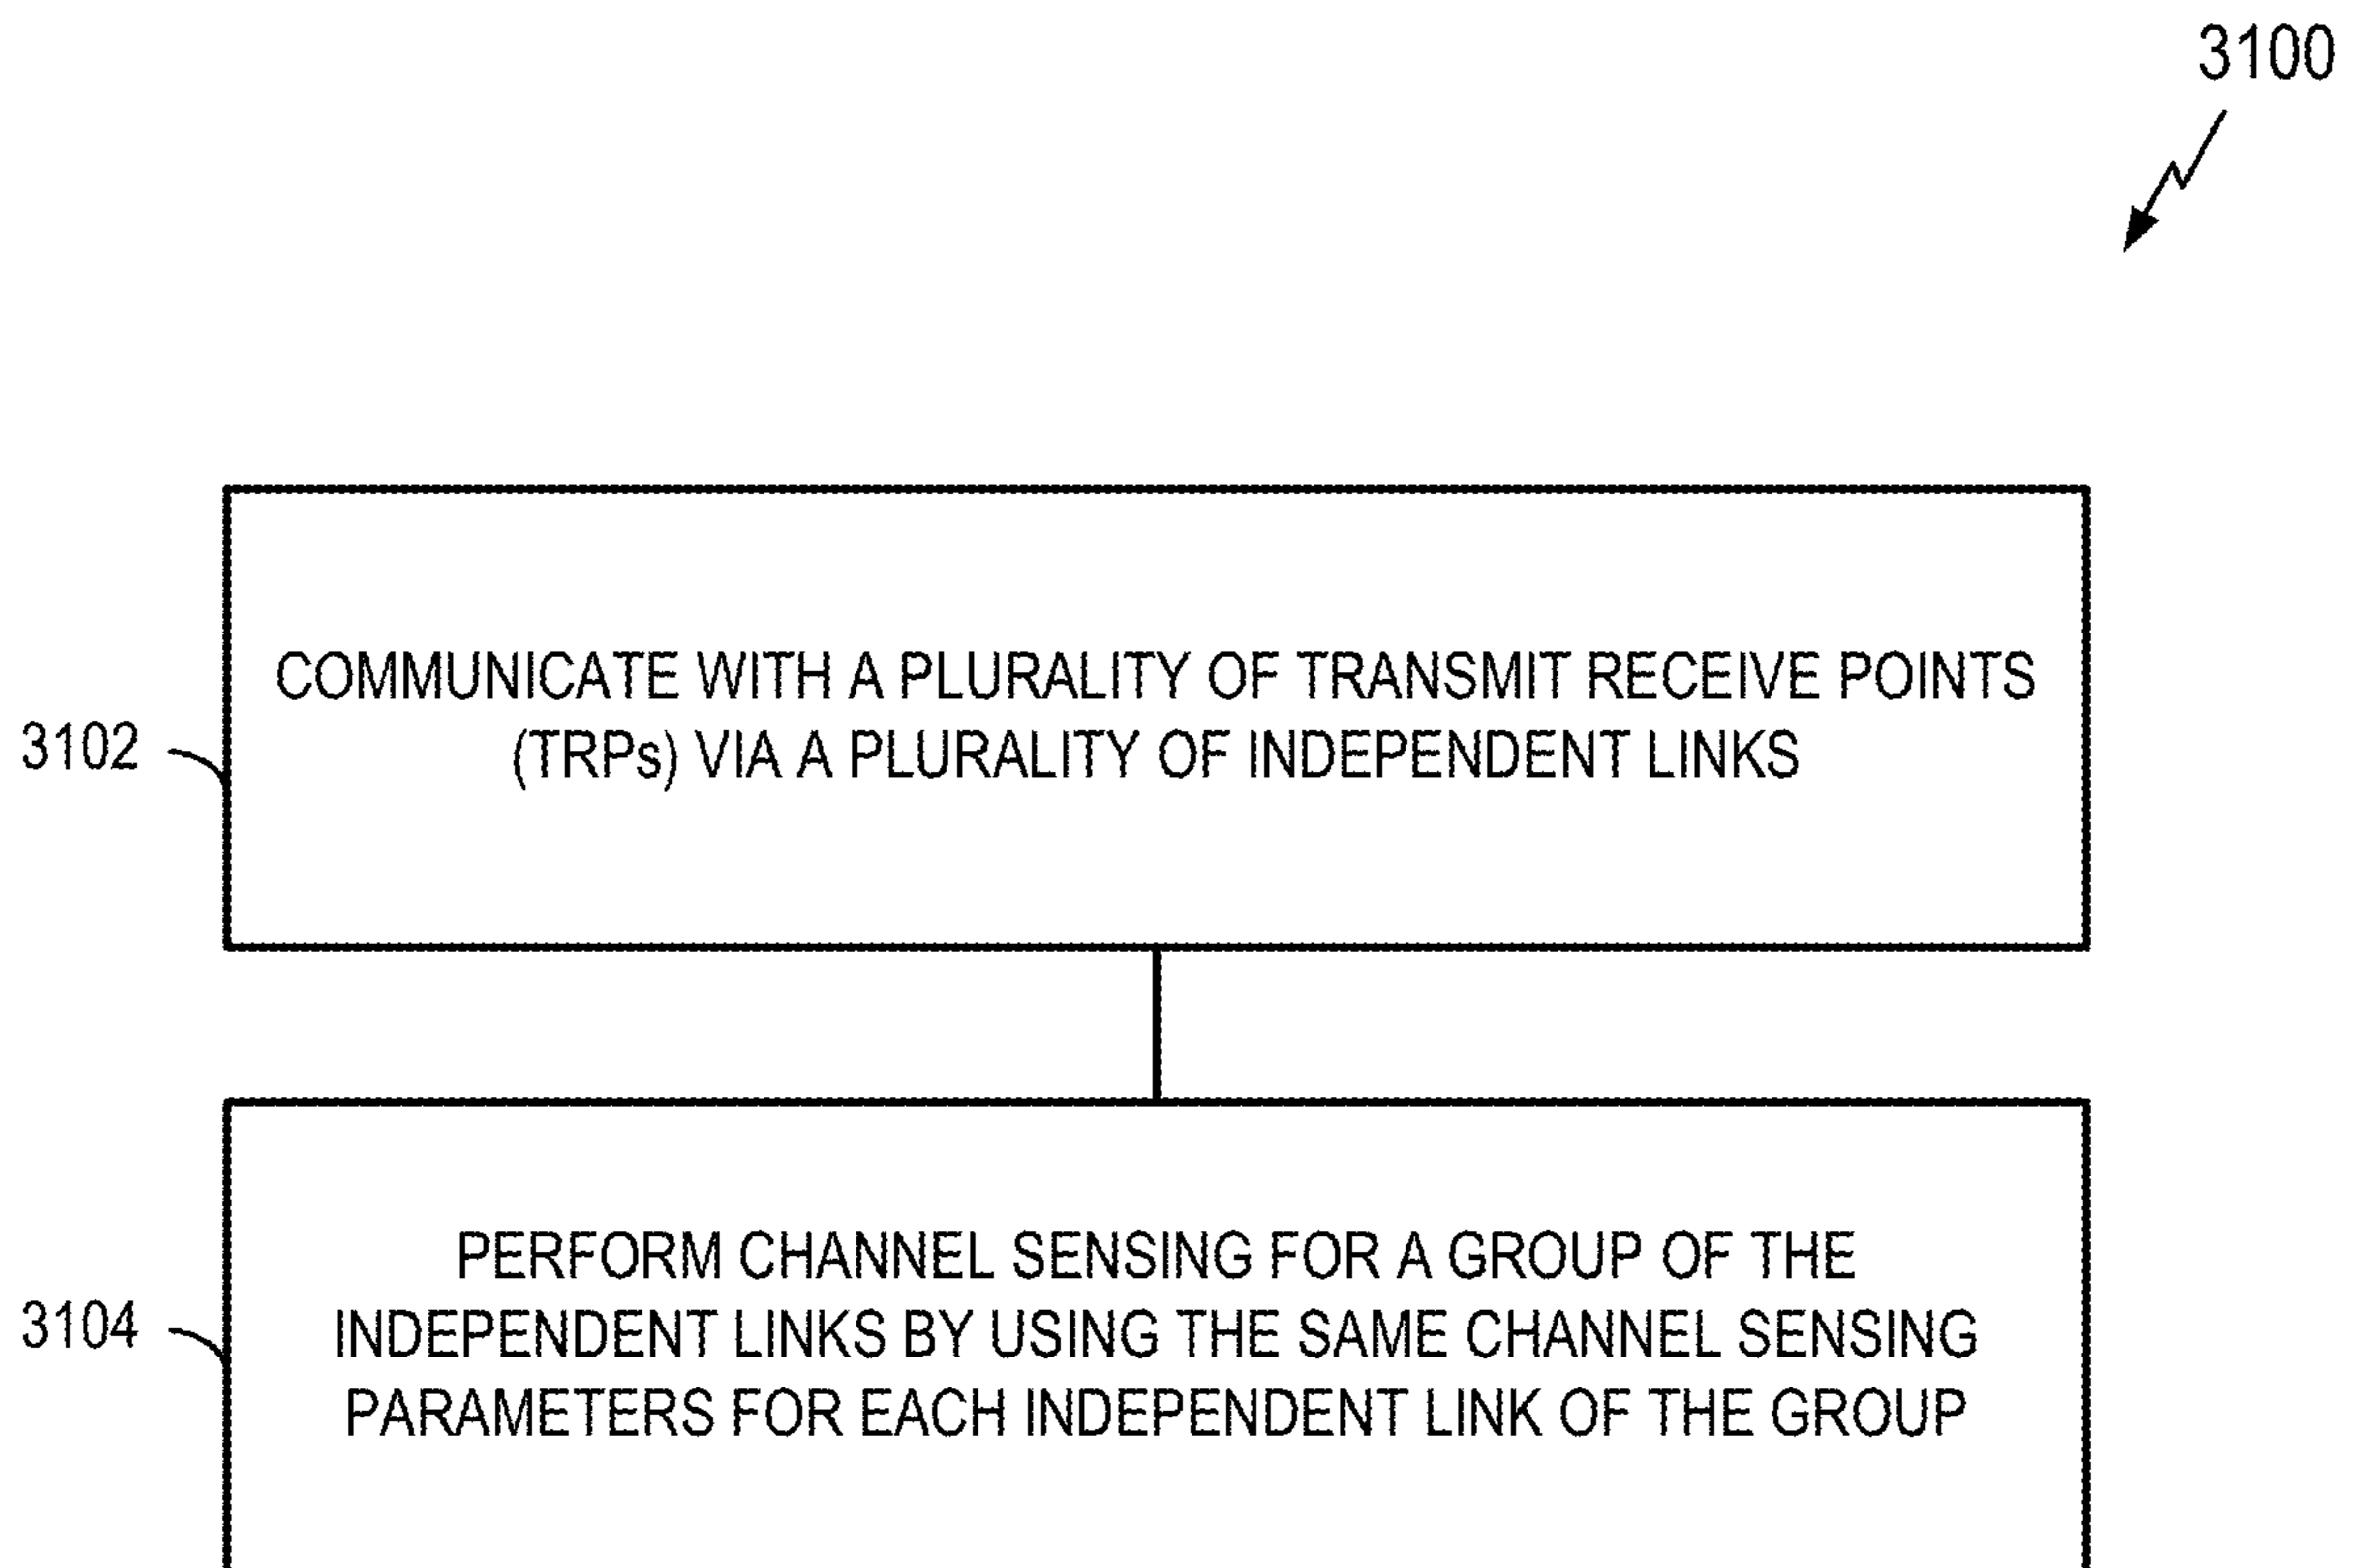 3100
COMMUNICATE WITH A PLURALITY OF TRANSMIT RECEIVE POINTS
(TRPs) VIA A PLURALITY OF INDEPENDENT LINKS
3102
PERFORM CHANNEL SENSING FOR A GROUP OF THE
INDEPENDENT LINKS BY USING THE SAME CHANNEL SENSING
PARAMETERS FOR EACH INDEPENDENT LINK OF THE GROUP
3104